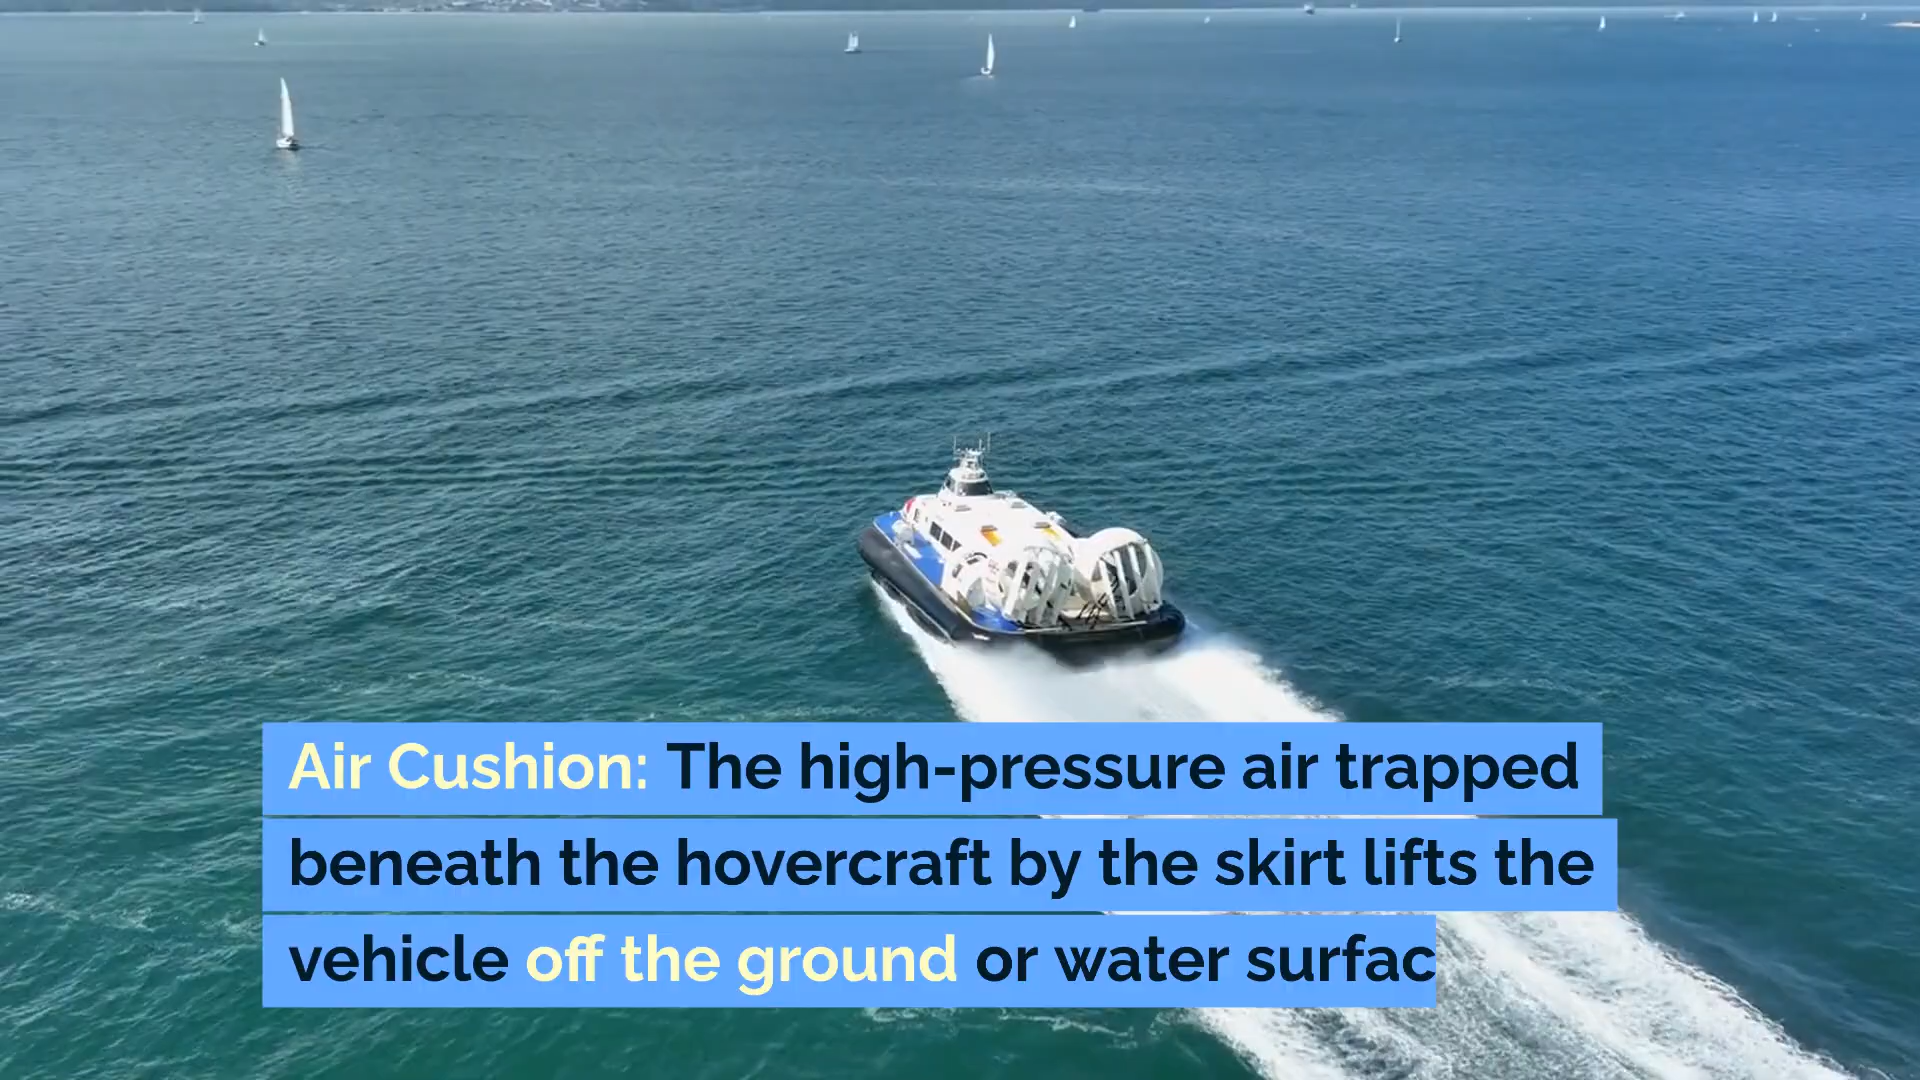 Air Cushion: The high-pressure air trapped
beneath the hovercraft by the skirt lifts the
vehicle off the ground or water surfac